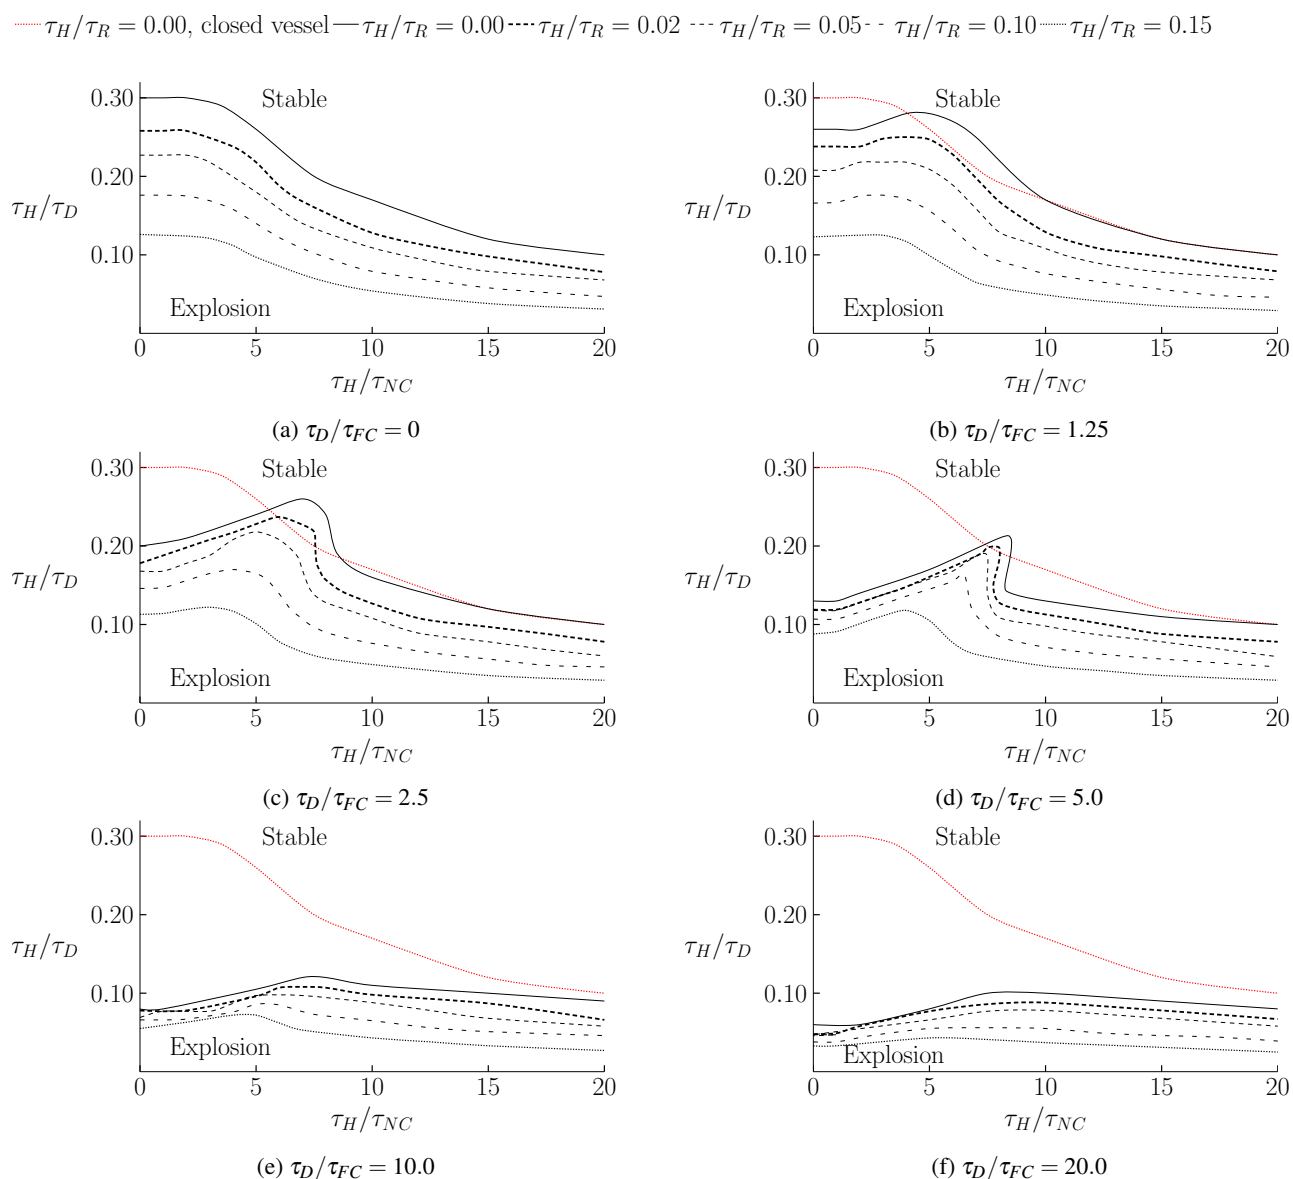 τ_H/τ_R = 0.00, closed vessel τ_H/τ_R = 0.00 τ_H/τ_R = 0.02 τ_H/τ_R = 0.05 τ_H/τ_R = 0.10 τ_H/τ_R = 0.15
0.30 Stable
0.20
τ_H/τ_D
0.10
Explosion
0 5 10 15 20
τ_H/τ_NC
(a) τ_D/τ_FC = 0
0.30 Stable
0.20
τ_H/τ_D
0.10
Explosion
0 5 10 15 20
τ_H/τ_NC
(b) τ_D/τ_FC = 1.25
0.30 Stable
0.20
τ_H/τ_D
0.10
Explosion
0 5 10 15 20
τ_H/τ_NC
(c) τ_D/τ_FC = 2.5
0.30 Stable
0.20
τ_H/τ_D
0.10
Explosion
0 5 10 15 20
τ_H/τ_NC
(d) τ_D/τ_FC = 5.0
0.30 Stable
0.20
τ_H/τ_D
0.10
Explosion
0 5 10 15 20
τ_H/τ_NC
(e) τ_D/τ_FC = 10.0
0.30 Stable
0.20
τ_H/τ_D
0.10
Explosion
0 5 10 15 20
τ_H/τ_NC
(f) τ_D/τ_FC = 20.0